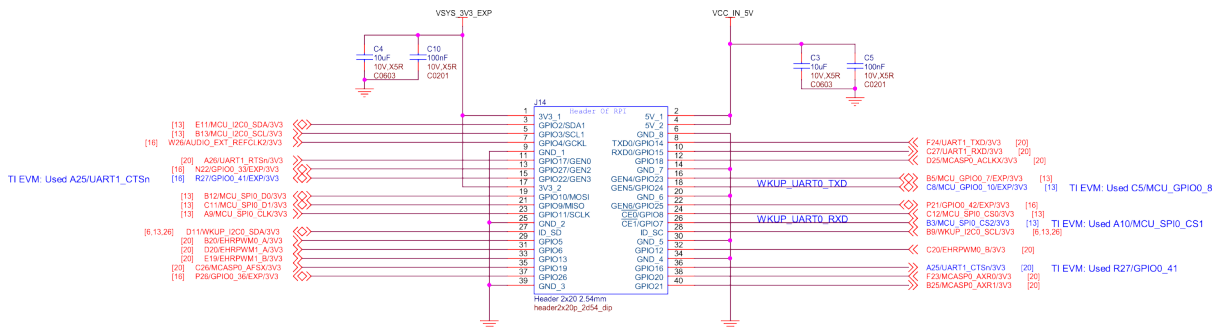 VSYS_3V3_EXP
VCC_IN_5V
C4
10uF
10V,X5R
C0603
C10
100nF
10V,X5R
C0201
C3
10uF
10V,X5R
C0603
C5
100nF
10V,X5R
C0201
J14
Header Of RPI
1 3V3_1 5V_1 2
[13] E11/MCU_I2C0_SDA/3V3 3 GPIO2/SDA1 5V_2 4
[13] B13/MCU_I2C0_SCL/3V3 5 GPIO3/SCL1 GND_8 6
[16] W26/AUDIO_EXT_REFCLK2/3V3 7 GPIO4/GCKL TXD0/GPIO14 8 F24/UART1_TXD/3V3 [20]
9 GND_1 RXD0/GPIO15 10 C27/UART1_RXD/3V3 [20]
[20] A26/UART1_RTSn/3V3 11 GPIO17/GEN0 GPIO18 12 D25/MCASP0_ACLKX/3V3 [20]
[16] N22/GPIO0_33/EXP/3V3 13 GPIO27/GEN2 GND_7 14
TI EVM: Used A25/UART1_CTSn [16] R27/GPIO0_41/EXP/3V3 15 GPIO22/GEN3 GEN4/GPIO23 16 B5/MCU_GPIO0_7/EXP/3V3 [13]
17 3V3_2 GEN5/GPIO24 18 WKUP_UART0_TXD C8/MCU_GPIO0_10/EXP/3V3 [13] TI EVM: Used C5/MCU_GPIO0_8
[13] B12/MCU_SPI0_D0/3V3 19 GPIO10/MOSI GND_6 20
[13] C11/MCU_SPI0_D1/3V3 21 GPIO9/MISO GEN6/GPIO25 22 P21/GPIO0_42/EXP/3V3 [16]
[13] A9/MCU_SPI0_CLK/3V3 23 GPIO11/SCLK CE0/GPIO8 24 C12/MCU_SPI0_CS0/3V3 [13]
25 GND_2 CE1/GPIO7 26 WKUP_UART0_RXD B3/MCU_SPI0_CS2/3V3 [13] TI EVM: Used A10/MCU_SPI0_CS1
[6,13,26] D11/WKUP_I2C0_SDA/3V3 27 ID_SD ID_SC 28 B9/WKUP_I2C0_SCL/3V3 [6,13,26]
[20] B20/EHRPWM0_A/3V3 29 GPIO5 GND_5 30
[20] D20/EHRPWM1_A/3V3 31 GPIO6 GPIO12 32 C20/EHRPWM0_B/3V3 [20]
[20] E19/EHRPWM1_B/3V3 33 GPIO13 GND_4 34
[20] C26/MCASP0_AFSX/3V3 35 GPIO19 GPIO16 36 A25/UART1_CTSn/3V3 [20] TI EVM: Used R27/GPIO0_41
[16] P26/GPIO0_36/EXP/3V3 37 GPIO26 GPIO20 38 F23/MCASP0_AXR0/3V3 [20]
39 GND_3 GPIO21 40 B25/MCASP0_AXR1/3V3 [20]
Header 2x20 2.54mm
header2x20p_2d54_dip